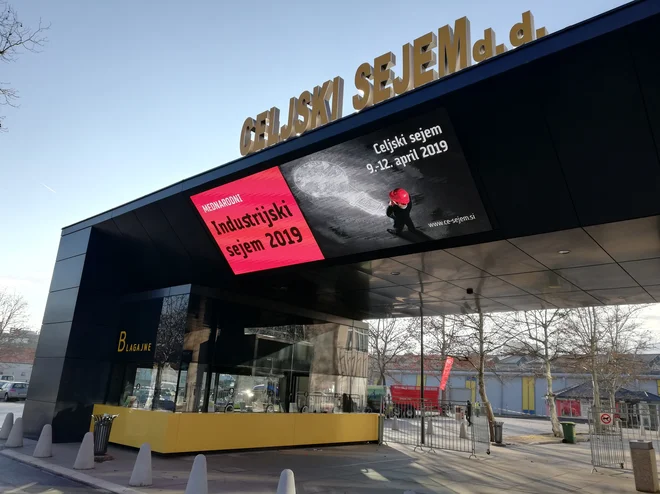 CELJSKI SEJEM d.d.
Celjski sejem
9.-12. april 2019
MEDNARODNI
Industrijski
sejem 2019
www.ce-sejem.si
BLAGAJNE